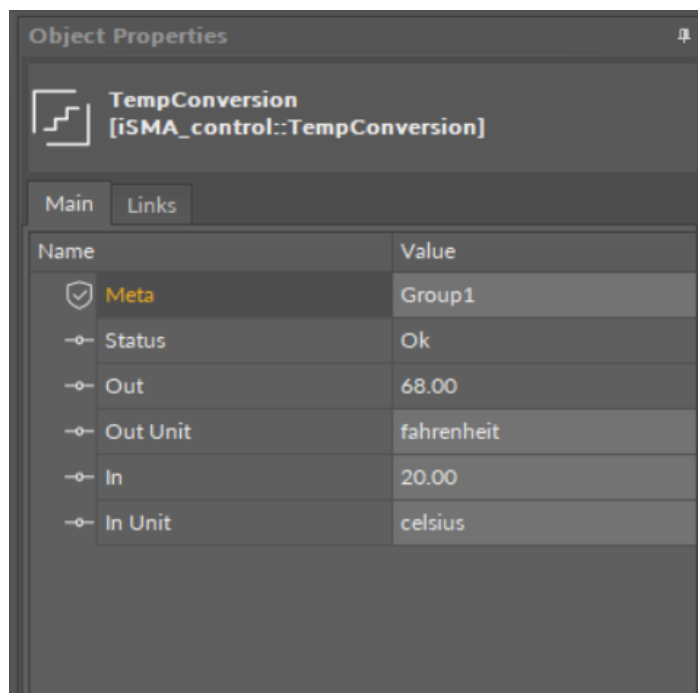 Object Properties
TempConversion
[iSMA_control::TempConversion]
Main Links
Name Value
Meta Group1
Status Ok
Out 68.00
Out Unit fahrenheit
In 20.00
In Unit celsius